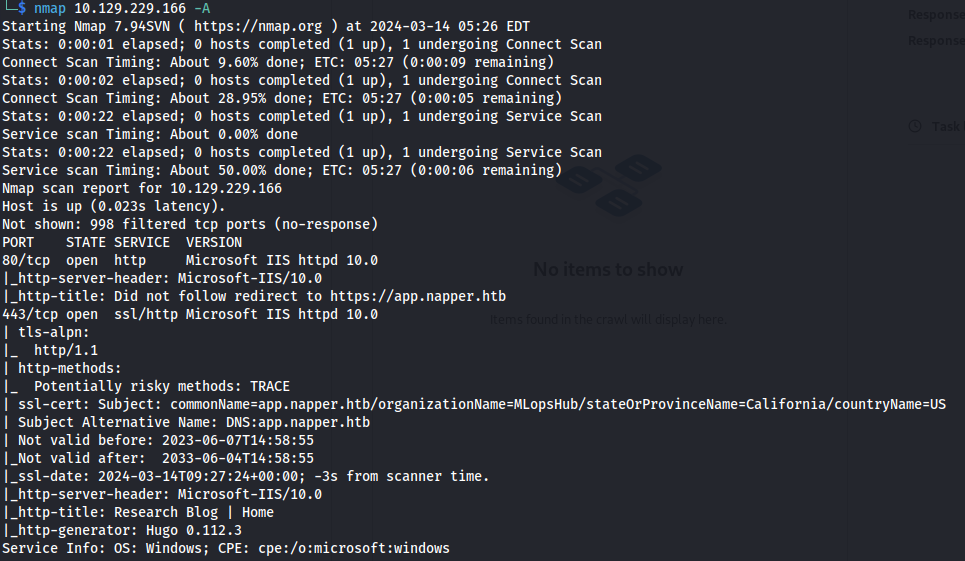 └─$ nmap 10.129.229.166 -A
Starting Nmap 7.94SVN ( https://nmap.org ) at 2024-03-14 05:26 EDT
Stats: 0:00:01 elapsed; 0 hosts completed (1 up), 1 undergoing Connect Scan
Connect Scan Timing: About 9.60% done; ETC: 05:27 (0:00:09 remaining)
Stats: 0:00:02 elapsed; 0 hosts completed (1 up), 1 undergoing Connect Scan
Connect Scan Timing: About 28.95% done; ETC: 05:27 (0:00:05 remaining)
Stats: 0:00:22 elapsed; 0 hosts completed (1 up), 1 undergoing Service Scan
Service scan Timing: About 0.00% done
Stats: 0:00:22 elapsed; 0 hosts completed (1 up), 1 undergoing Service Scan
Service scan Timing: About 50.00% done; ETC: 05:27 (0:00:06 remaining)
Nmap scan report for 10.129.229.166
Host is up (0.023s latency).
Not shown: 998 filtered tcp ports (no-response)
PORT    STATE SERVICE  VERSION
80/tcp  open  http     Microsoft IIS httpd 10.0
|_http-server-header: Microsoft-IIS/10.0
|_http-title: Did not follow redirect to https://app.napper.htb
443/tcp open  ssl/http Microsoft IIS httpd 10.0
| tls-alpn:
|_  http/1.1
| http-methods:
|_  Potentially risky methods: TRACE
| ssl-cert: Subject: commonName=app.napper.htb/organizationName=MLopsHub/stateOrProvinceName=California/countryName=US
| Subject Alternative Name: DNS:app.napper.htb
| Not valid before: 2023-06-07T14:58:55
|_Not valid after:  2033-06-04T14:58:55
|_ssl-date: 2024-03-14T09:27:24+00:00; -3s from scanner time.
|_http-server-header: Microsoft-IIS/10.0
|_http-title: Research Blog | Home
|_http-generator: Hugo 0.112.3
Service Info: OS: Windows; CPE: cpe:/o:microsoft:windows
Response
Response
Task
No items to show
Items found in the crawl will display here